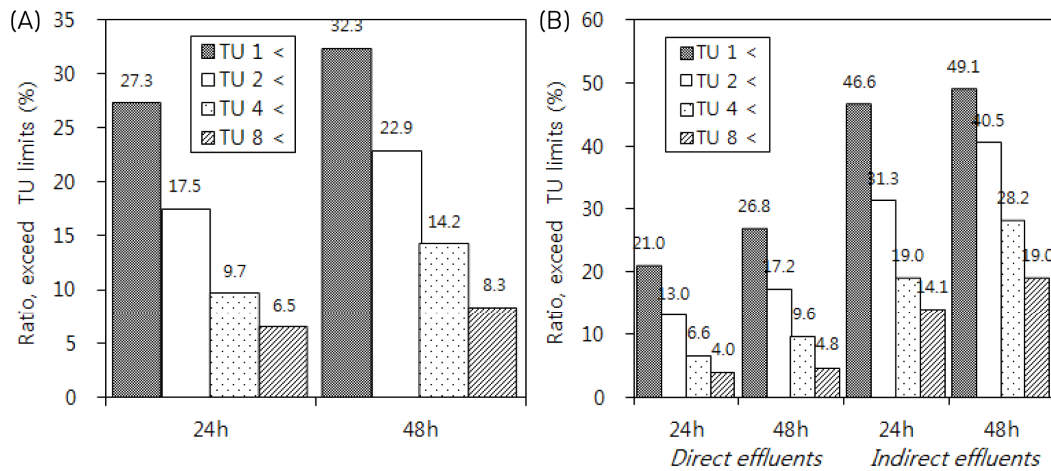 (A)
Ratio, exceed TU limits (%)
35
30
25
20
15
10
5
0
TU 1 <
TU 2 <
TU 4 <
TU 8 <
27.3
17.5
9.7
6.5
32.3
22.9
14.2
8.3
24h
48h
(B)
Ratio, exceed TU limits (%)
60
50
40
30
20
10
0
TU 1 <
TU 2 <
TU 4 <
TU 8 <
21.0
13.0
6.6
4.0
26.8
17.2
9.6
4.8
46.6
31.3
19.0
14.1
49.1
40.5
28.2
19.0
24h
48h
24h
48h
Direct effluents
Indirect effluents